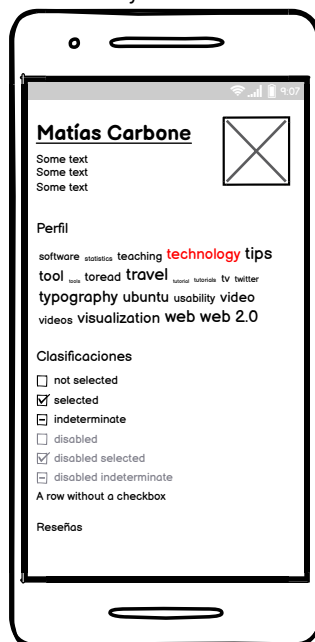 9:07
Matías Carbone
Some text
Some text
Some text
Perfil
software statistics teaching technology tips
tool tools toread travel tutorial tutorials tv twitter
typography ubuntu usability video
videos visualization web web 2.0
Clasificaciones
not selected
selected
indeterminate
disabled
disabled selected
disabled indeterminate
A row without a checkbox
Reseñas